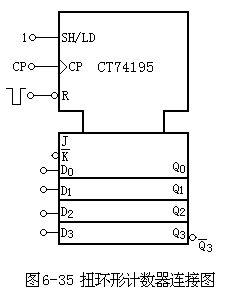 1 SH/LD
CP CP CT74195
R
J
K̅
D₀ Q₀
D₁ Q₁
D₂ Q₂
D₃ Q₃ Q̅₃
图6-35 扭环形计数器连接图